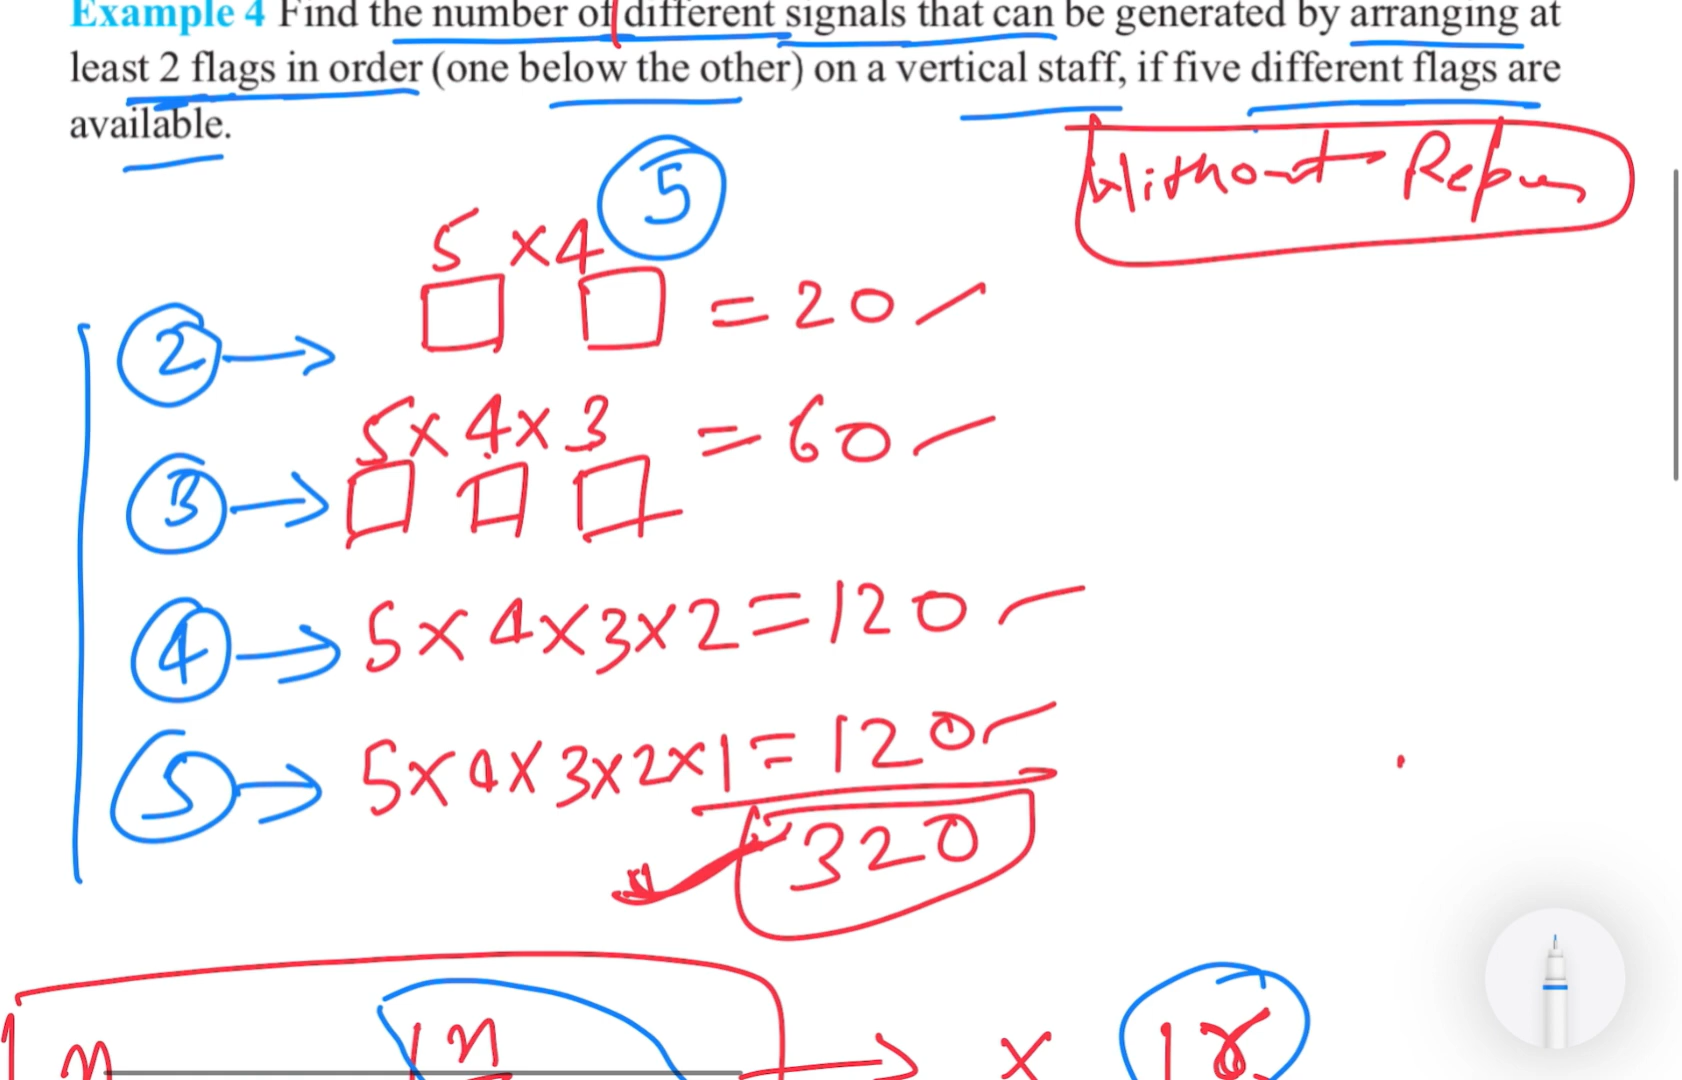 Example 4 Find the number of different signals that can be generated by arranging at
least 2 flags in order (one below the other) on a vertical staff, if five different flags are
available.
5
Without
5 × 4
2 → = 20
5 × 4 × 3
3 → = 60
4 → 5 × 4 × 3 × 2 = 120
5 → 5 × 4 × 3 × 2 × 1 = 120
320
n n → ×